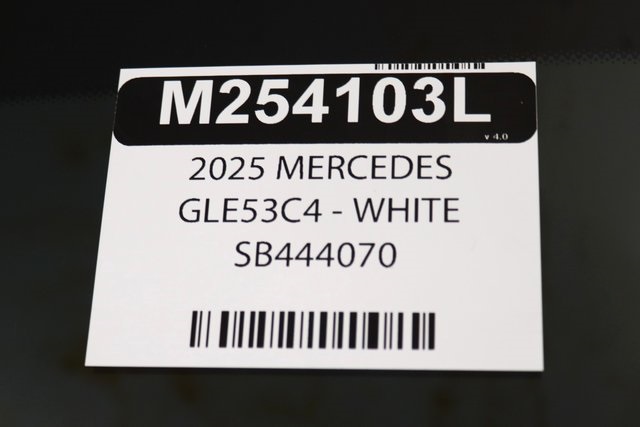 M254103L
v 4.0
2025 MERCEDES
GLE53C4 - WHITE
SB444070